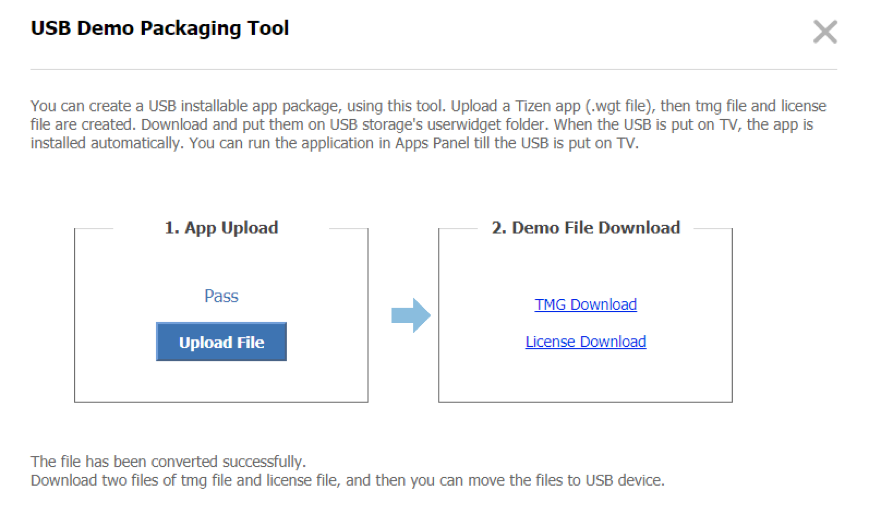 USB Demo Packaging Tool
You can create a USB installable app package, using this tool. Upload a Tizen app (.wgt file), then tmg file and license
file are created. Download and put them on USB storage's userwidget folder. When the USB is put on TV, the app is
installed automatically. You can run the application in Apps Panel till the USB is put on TV.
1. App Upload
Pass
Upload File
2. Demo File Download
TMG Download
License Download
The file has been converted successfully.
Download two files of tmg file and license file, and then you can move the files to USB device.